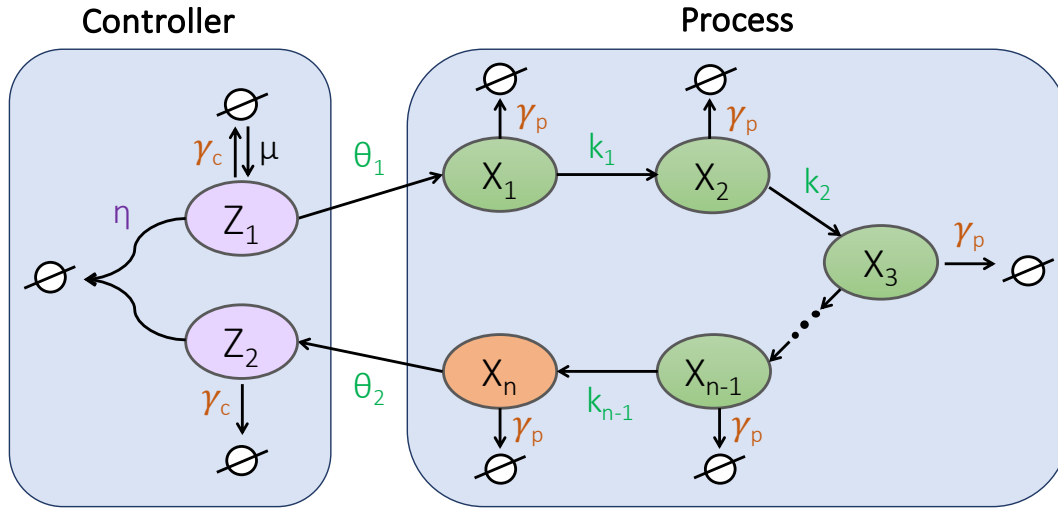 Controller
Process
∅
γc
μ
Z1
η
∅
Z2
γc
∅
θ1
θ2
∅
γp
X1
k1
∅
γp
X2
k2
X3
γp
∅
Xn-1
γp
∅
kn-1
Xn
γp
∅